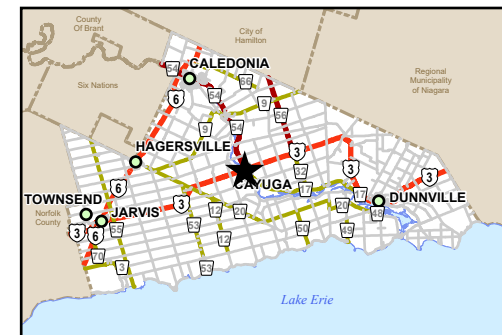 County
Of Brant
City of
Hamilton
Six Nations
Regional
Municipality
of Niagara
CALEDONIA
54
56
54
6
9
56
9
54
HAGERSVILLE
3
3
6
32
CAYUGA
17
17
3
TOWNSEND
3
DUNNVILLE
Norfolk
County
JARVIS
20
20
48
3
6
55
53
12
12
50
49
70
3
53
Lake Erie